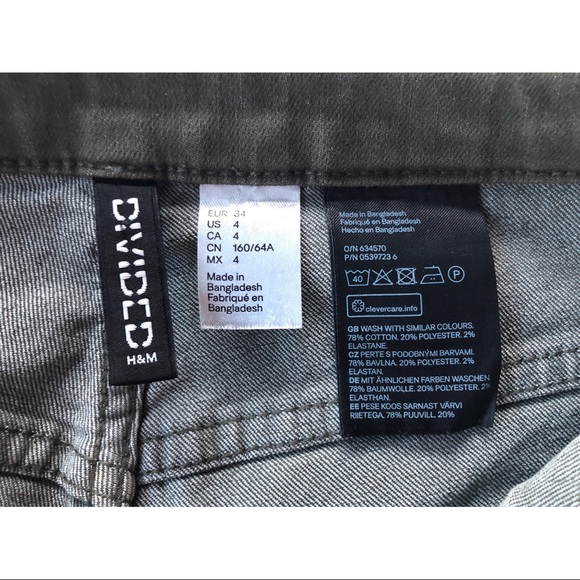 DIVIDED
H&M
EUR 34
US 4
CA 4
CN 160/64A
MX 4
Made in
Bangladesh
Fabriqué en
Bangladesh
Made in Bangladesh
Fabriqué en Bangladesh
Hecho en Bangladesh
O/N 634570
P/N 0539723 6
40
P
clevercare.info
GB WASH WITH SIMILAR COLOURS.
78% COTTON. 20% POLYESTER. 2%
ELASTANE.
CZ PERTE S PODOBNÝMI BARVAMI.
78% BAVLNA. 20% POLYESTER. 2%
ELASTAN.
DE MIT ÄHNLICHEN FARBEN WASCHEN
78% BAUMWOLLE. 20% POLYESTER. 2%
ELASTHAN.
EE PESE KOOS SARNAST VÄRVI
RIIETEGA. 78% PUUVILL. 20%